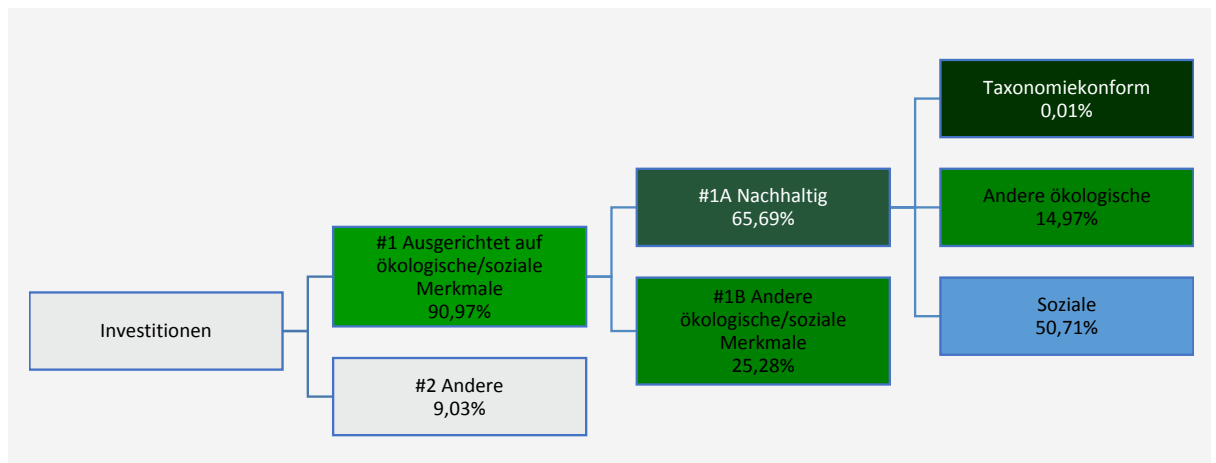 Investitionen
#1 Ausgerichtet auf
ökologische/soziale
Merkmale
90,97%
#2 Andere
9,03%
#1A Nachhaltig
65,69%
#1B Andere
ökologische/soziale
Merkmale
25,28%
Taxonomiekonform
0,01%
Andere ökologische
14,97%
Soziale
50,71%